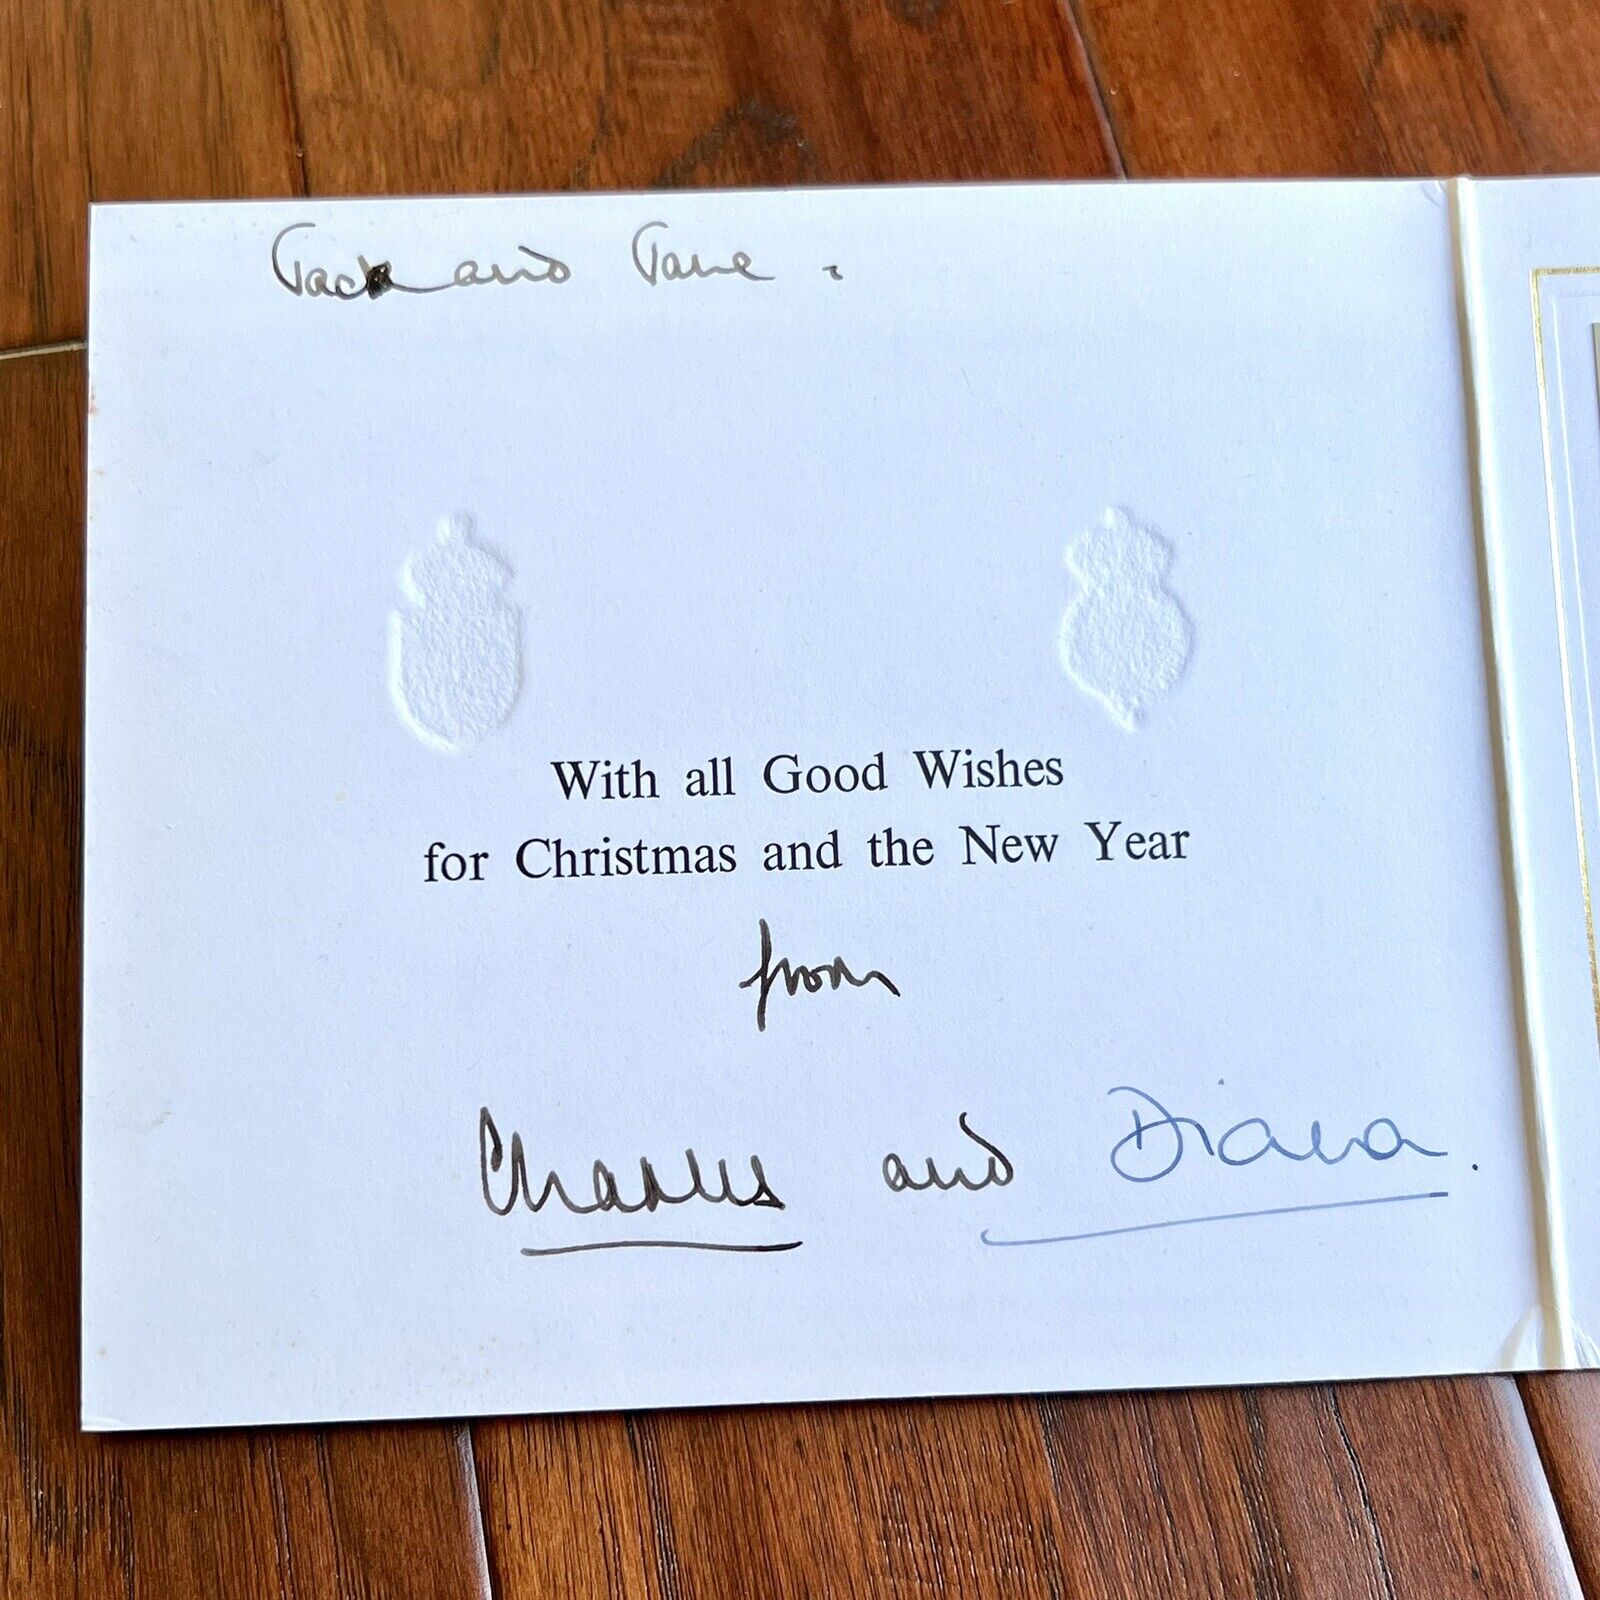 Jack and Jane.
With all Good Wishes
for Christmas and the New Year
from
Charles and Diana.